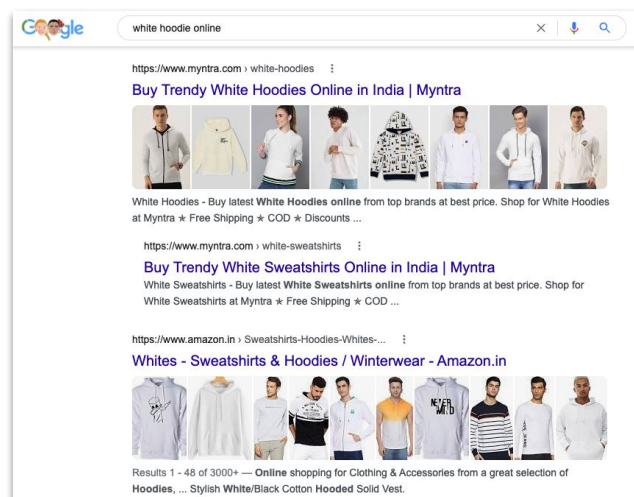 Google
white hoodie online
https://www.myntra.com › white-hoodies
Buy Trendy White Hoodies Online in India | Myntra
White Hoodies - Buy latest White Hoodies online from top brands at best price. Shop for White Hoodies
at Myntra ★ Free Shipping ★ COD ★ Discounts ...
https://www.myntra.com › white-sweatshirts
Buy Trendy White Sweatshirts Online in India | Myntra
White Sweatshirts - Buy latest White Sweatshirts online from top brands at best price. Shop for
White Sweatshirts at Myntra ★ Free Shipping ★ COD ...
https://www.amazon.in › Sweatshirts-Hoodies-Whites-...
Whites - Sweatshirts & Hoodies / Winterwear - Amazon.in
NEVER
MIND
Results 1 - 48 of 3000+ — Online shopping for Clothing & Accessories from a great selection of
Hoodies, ... Stylish White/Black Cotton Hooded Solid Vest.